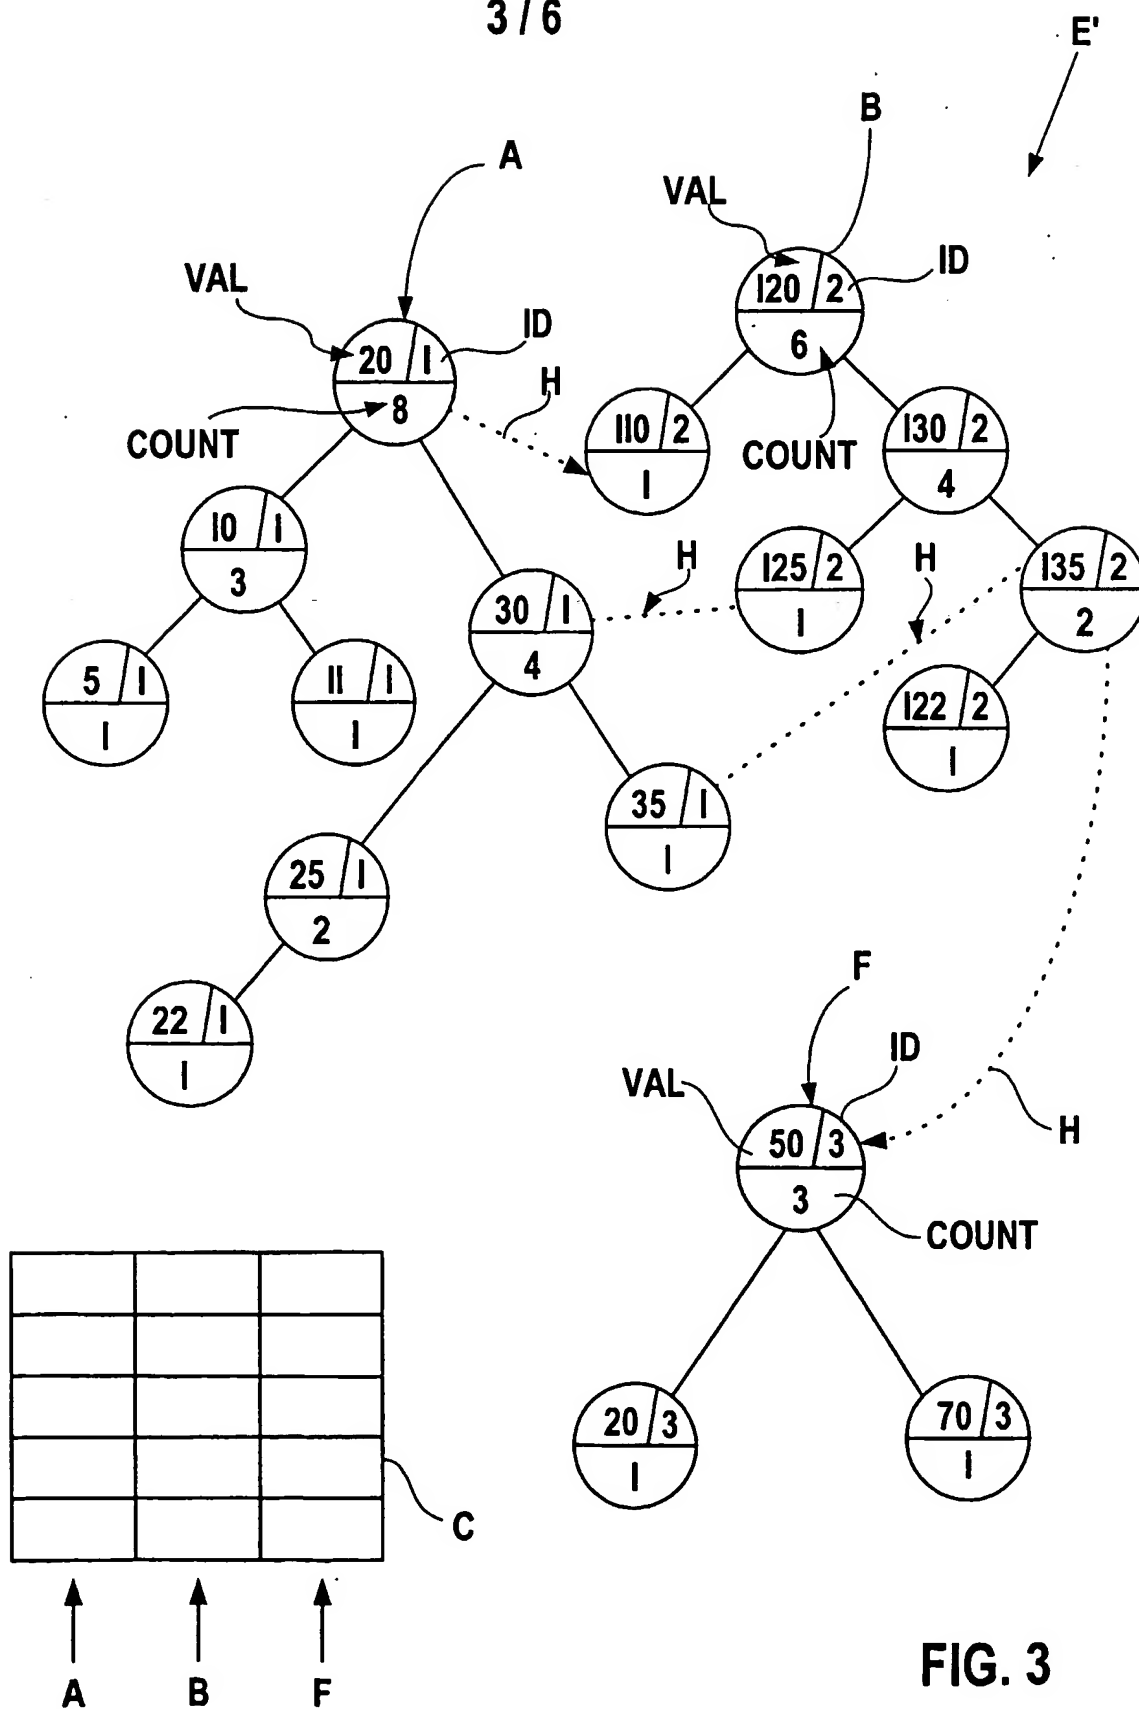 3 / 6
E'
B
A
VAL
VAL
ID
120 / 2
6
ID
20 / 1
8
H
COUNT
110 / 2
1
COUNT
130 / 2
4
10 / 1
3
H
H
125 / 2
1
135 / 2
2
30 / 1
4
5 / 1
1
11 / 1
1
122 / 2
1
35 / 1
1
25 / 1
2
22 / 1
1
F
ID
VAL
H
50 / 3
3
COUNT
20 / 3
1
70 / 3
1
C
A B F
FIG. 3